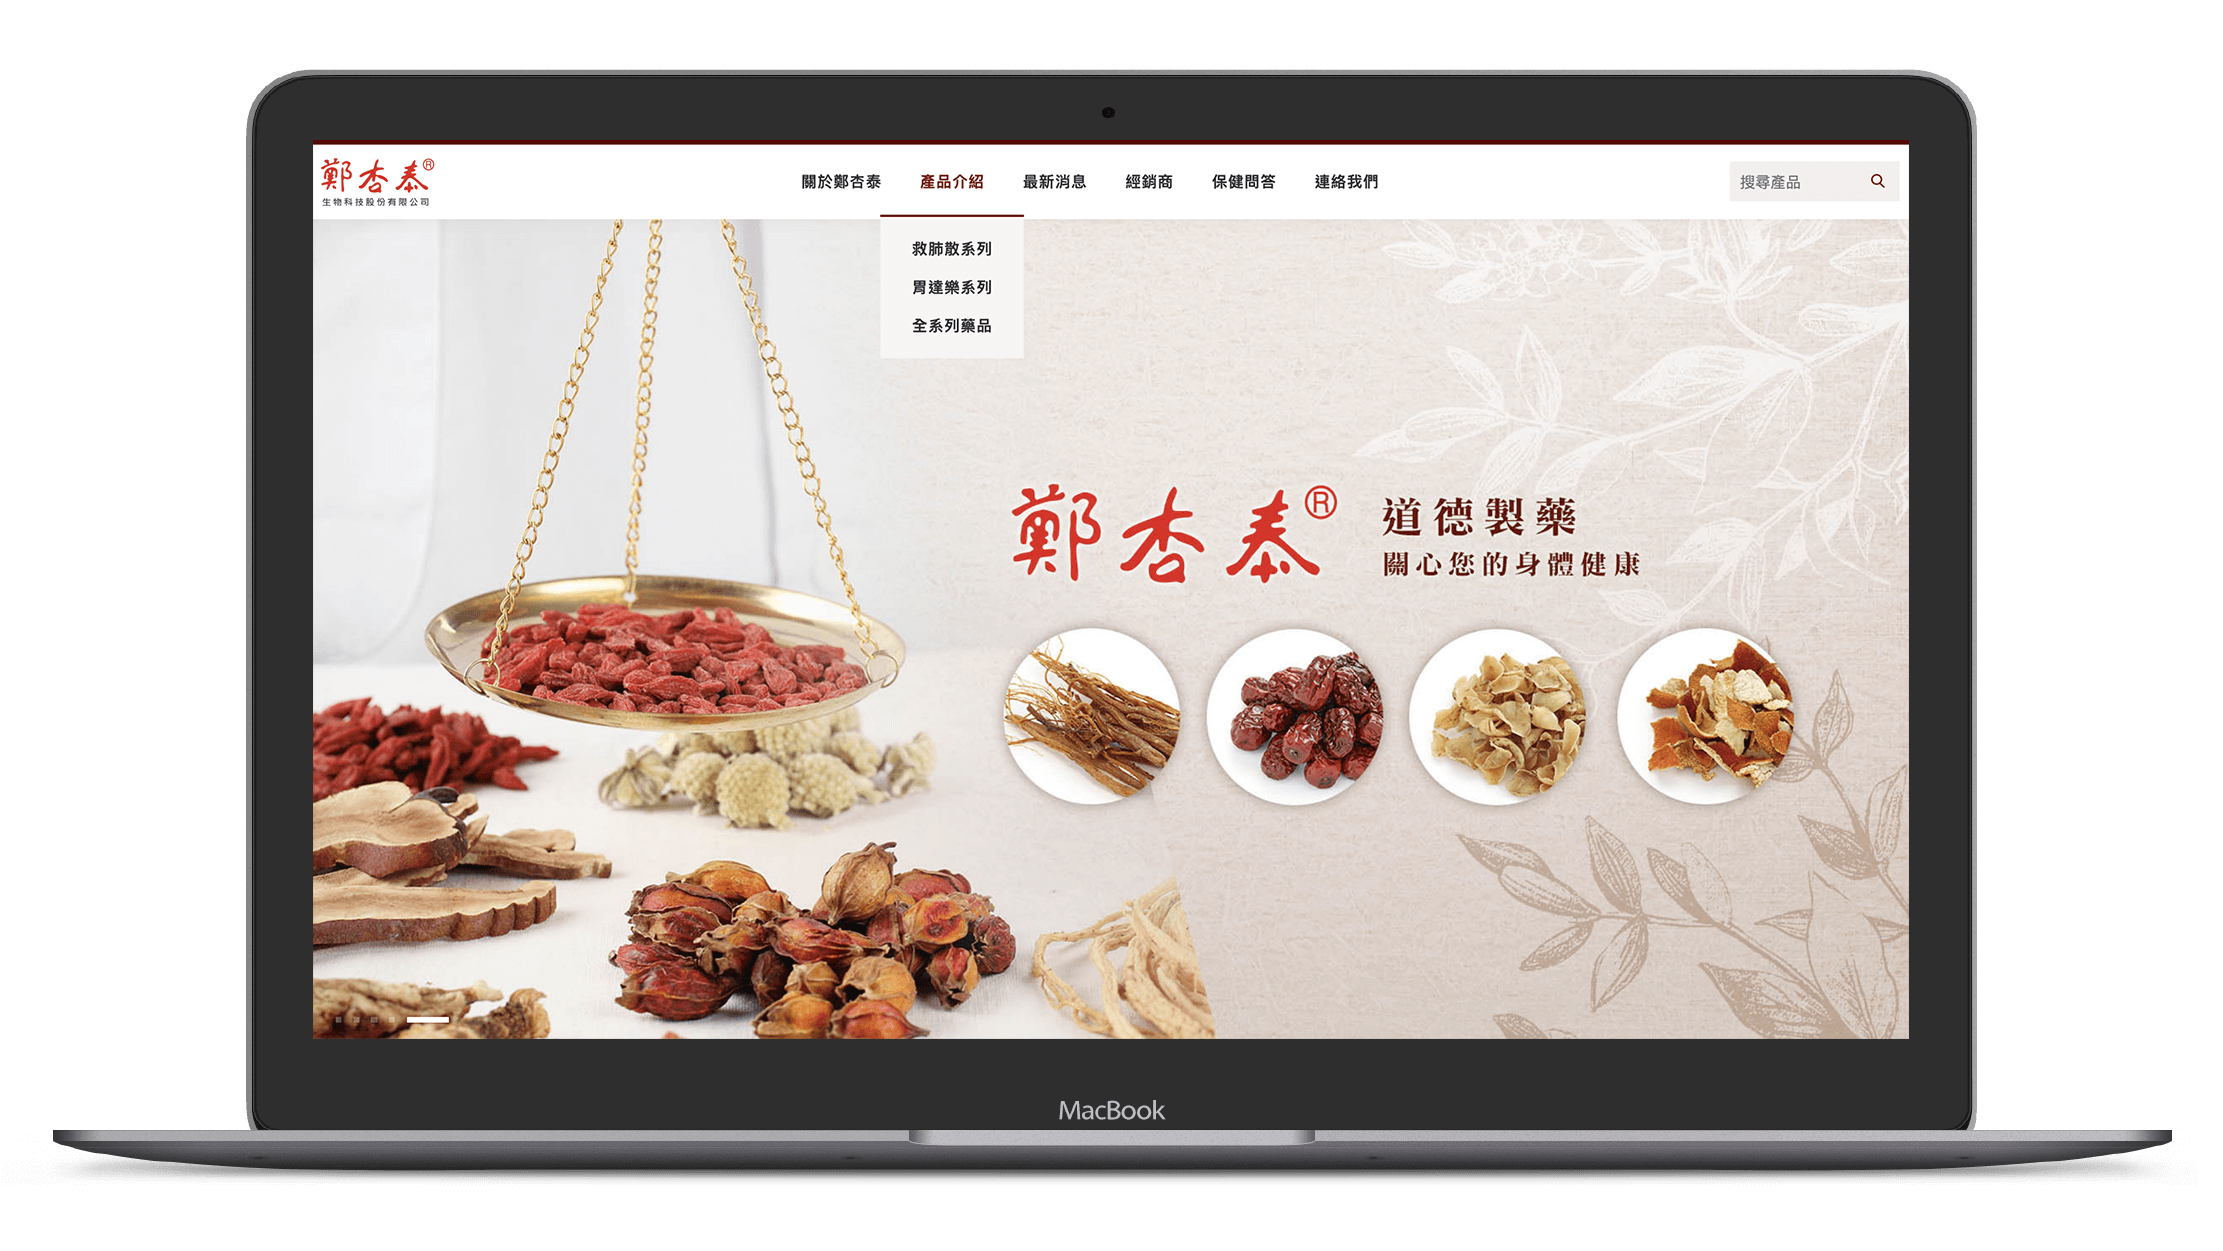 鄭杏泰®
生物科技股份有限公司
關於鄭杏泰 產品介紹 最新消息 經銷商 保健問答 連絡我們
搜尋產品
救肺散系列
胃達樂系列
全系列藥品
鄭杏泰® 道德製藥
關心您的身體健康
MacBook